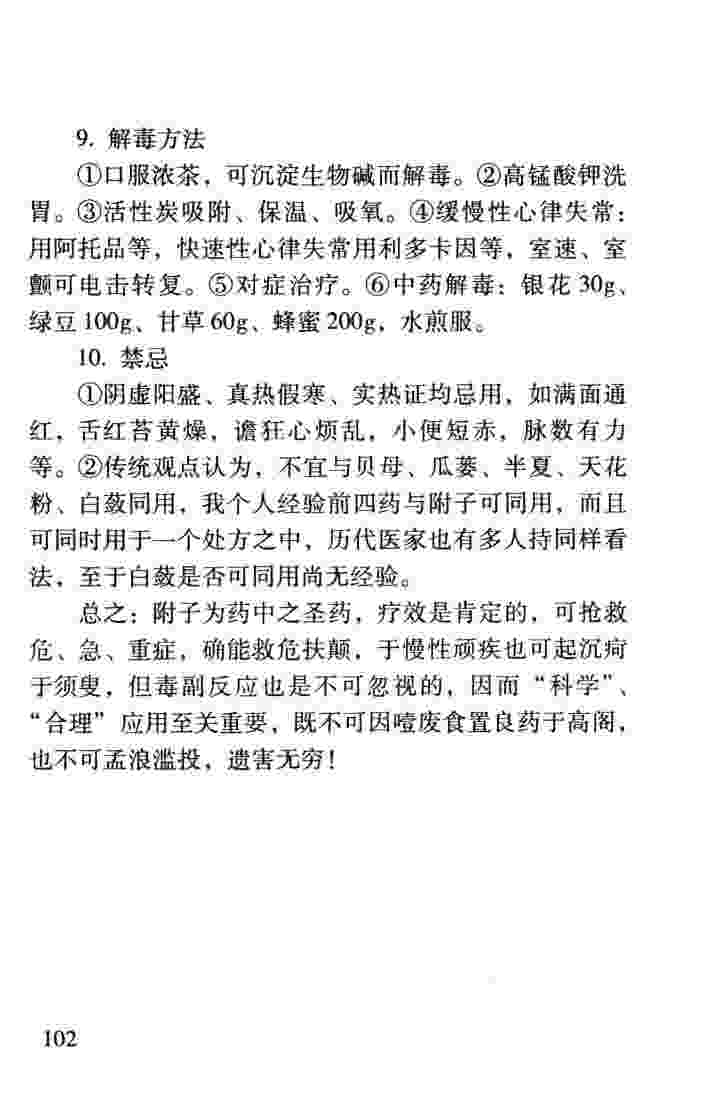 9. 解毒方法
①口服浓茶，可沉淀生物碱而解毒。②高锰酸钾洗
胃。③活性炭吸附、保温、吸氧。④缓慢性心律失常：
用阿托品等，快速性心律失常用利多卡因等，室速、室
颤可电击转复。⑤对症治疗。⑥中药解毒：银花 30g、
绿豆 100g、甘草 60g、蜂蜜 200g，水煎服。
10. 禁忌
①阴虚阳盛、真热假寒、实热证均忌用，如满面通
红，舌红苔黄燥，谵狂心烦乱，小便短赤，脉数有力
等。②传统观点认为，不宜与贝母、瓜蒌、半夏、天花
粉、白蔹同用，我个人经验前四药与附子可同用，而且
可同时用于一个处方之中，历代医家也有多人持同样看
法，至于白蔹是否可同用尚无经验。
总之：附子为药中之圣药，疗效是肯定的，可抢救
危、急、重症，确能救危扶颠，于慢性顽疾也可起沉疴
于须臾，但毒副反应也是不可忽视的，因而“科学”、
“合理”应用至关重要，既不可因噎废食置良药于高阁，
也不可孟浪滥投，遗害无穷！
102